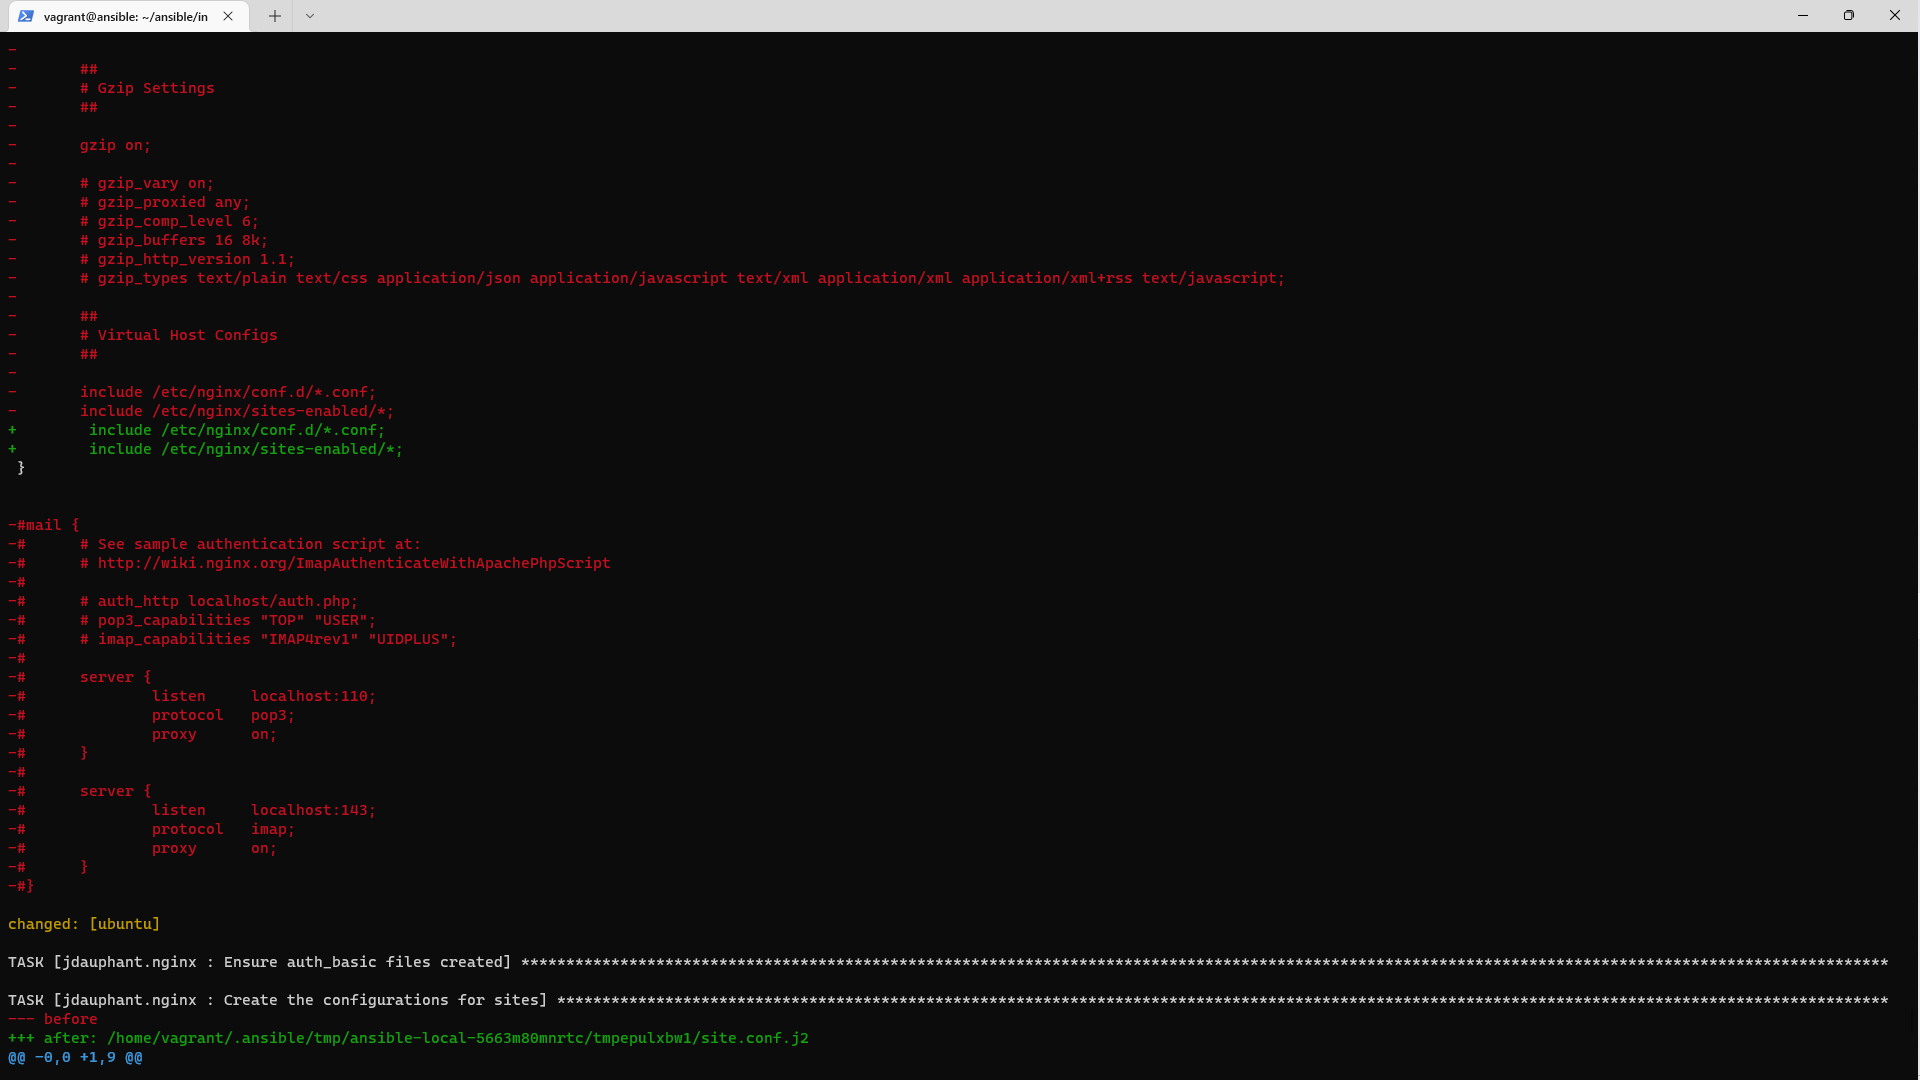 vagrant@ansible: ~/ansible/in
-
-       ##
-       # Gzip Settings
-       ##
-
-       gzip on;
-
-       # gzip_vary on;
-       # gzip_proxied any;
-       # gzip_comp_level 6;
-       # gzip_buffers 16 8k;
-       # gzip_http_version 1.1;
-       # gzip_types text/plain text/css application/json application/javascript text/xml application/xml application/xml+rss text/javascript;
-
-       ##
-       # Virtual Host Configs
-       ##
-
-       include /etc/nginx/conf.d/*.conf;
-       include /etc/nginx/sites-enabled/*;
+        include /etc/nginx/conf.d/*.conf;
+        include /etc/nginx/sites-enabled/*;
 }
-#mail {
-#      # See sample authentication script at:
-#      # http://wiki.nginx.org/ImapAuthenticateWithApachePhpScript
-#
-#      # auth_http localhost/auth.php;
-#      # pop3_capabilities "TOP" "USER";
-#      # imap_capabilities "IMAP4rev1" "UIDPLUS";
-#
-#      server {
-#              listen     localhost:110;
-#              protocol   pop3;
-#              proxy      on;
-#      }
-#
-#      server {
-#              listen     localhost:143;
-#              protocol   imap;
-#              proxy      on;
-#      }
-#}
changed: [ubuntu]
TASK [jdauphant.nginx : Ensure auth_basic files created] ********************************************************************************************************************************************************
TASK [jdauphant.nginx : Create the configurations for sites] ****************************************************************************************************************************************************
--- before
+++ after: /home/vagrant/.ansible/tmp/ansible-local-5663m80mnrtc/tmpepulxbw1/site.conf.j2
@@ -0,0 +1,9 @@